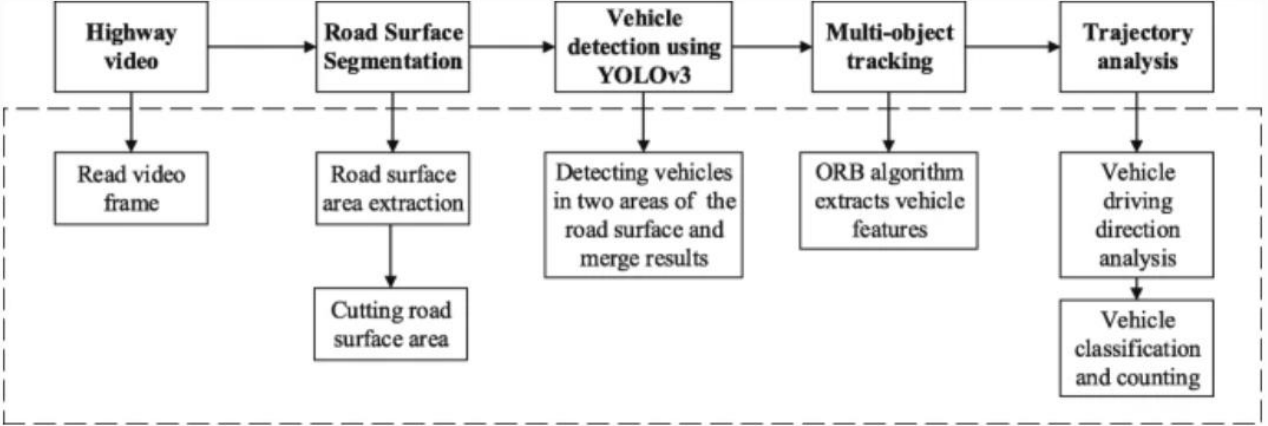 Highway
video
Road Surface
Segmentation
Vehicle
detection using
YOLOv3
Multi-object
tracking
Trajectory
analysis
Read video
frame
Road surface
area extraction
Cutting road
surface area
Detecting vehicles
in two areas of the
road surface and
merge results
ORB algorithm
extracts vehicle
features
Vehicle
driving
direction
analysis
Vehicle
classification
and counting